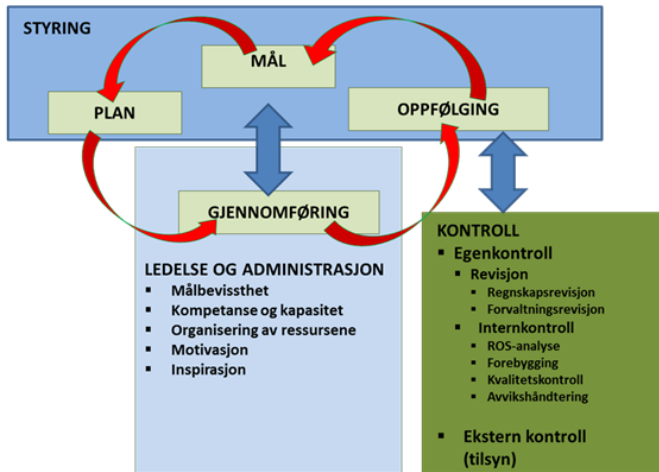 STYRING
MÅL
PLAN
OPPFØLGING
GJENNOMFØRING
LEDELSE OG ADMINISTRASJON
▪ Målbevissthet
▪ Kompetanse og kapasitet
▪ Organisering av ressursene
▪ Motivasjon
▪ Inspirasjon
KONTROLL
▪ Egenkontroll
▪ Revisjon
▪ Regnskapsrevisjon
▪ Forvaltningsrevisjon
▪ Internkontroll
▪ ROS-analyse
▪ Forebygging
▪ Kvalitetskontroll
▪ Avvikshåndtering
▪ Ekstern kontroll
(tilsyn)